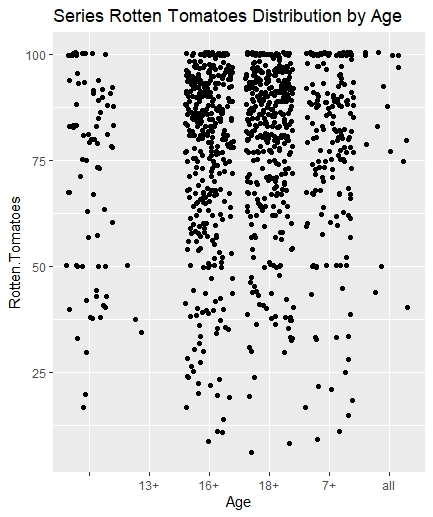 Series Rotten Tomatoes Distribution by Age
Rotten.Tomatoes
100
75
50
25
13+ 16+ 18+ 7+ all
Age